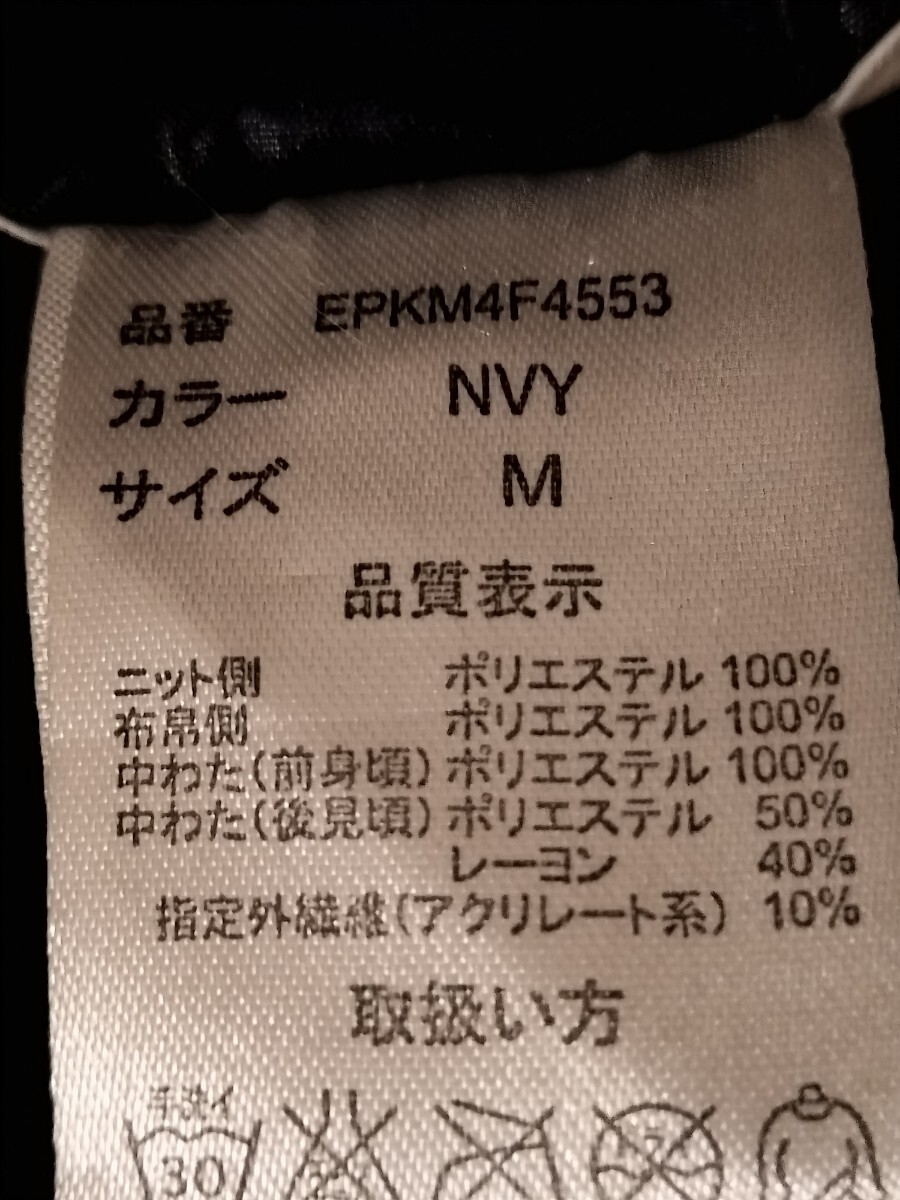 品番 EPKM4F4553
カラー NVY
サイズ M
品質表示
ニット側 ポリエステル 100%
布帛側 ポリエステル 100%
中わた(前身頃) ポリエステル 100%
中わた(後見頃) ポリエステル 50%
レーヨン 40%
指定外繊維(アクリレート系) 10%
取扱い方
手洗イ
30